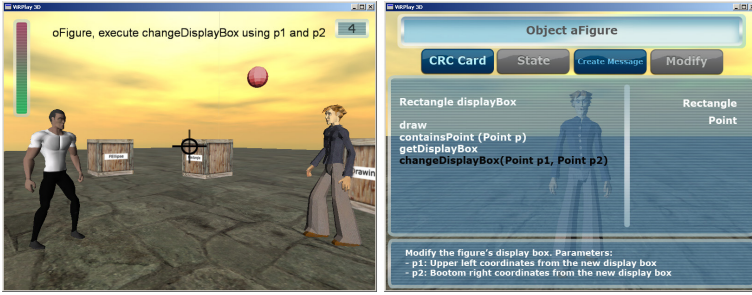 ViRPlay 3D
oFigure, execute changeDisplayBox using p1 and p2
4
ViRPlay 3D
Object aFigure
CRC Card
State
Create Message
Modify
Rectangle displayBox
Rectangle
Point
draw
containsPoint (Point p)
getDisplayBox
changeDisplayBox(Point p1, Point p2)
Modify the figure's display box. Parameters:
- p1: Upper left coordinates from the new display box
- p2: Bootom right coordinates from the new display box